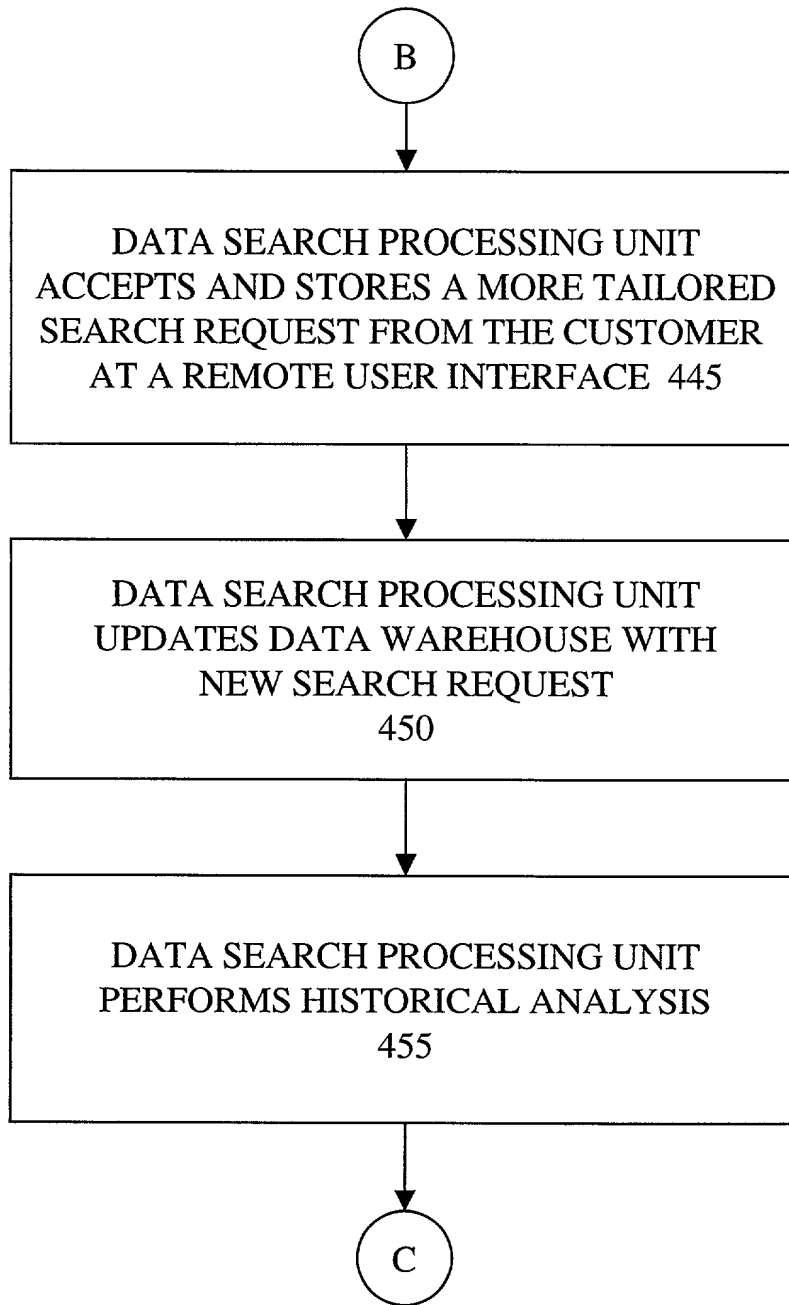 B
DATA SEARCH PROCESSING UNIT
ACCEPTS AND STORES A MORE TAILORED
SEARCH REQUEST FROM THE CUSTOMER
AT A REMOTE USER INTERFACE 445
DATA SEARCH PROCESSING UNIT
UPDATES DATA WAREHOUSE WITH
NEW SEARCH REQUEST
450
DATA SEARCH PROCESSING UNIT
PERFORMS HISTORICAL ANALYSIS
455
C